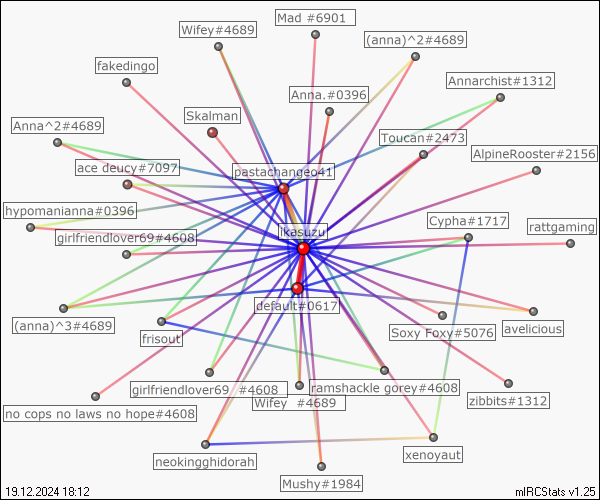 Mad #6901
Wifey#4689
(anna)^2#4689
fakedingo
Annarchist#1312
Anna.#0396
Skalman
Anna^2#4689
Toucan#2473
AlpineRooster#2156
ace deucy#7097
pastachangeo41
hypomanianna#0396
Cypha#1717
rattgaming
girlfriendlover69#4608
ikasuzu
default#0617
(anna)^3#4689
frisout
Soxy Foxy#5076
avelicious
girlfriendlover69 #4608
ramshackle gorey#4608
Wifey #4689
zibbits#1312
no cops no laws no hope#4608
neokingghidorah
xenoyaut
Mushy#1984
19.12.2024 18:12
mIRCStats v1.25